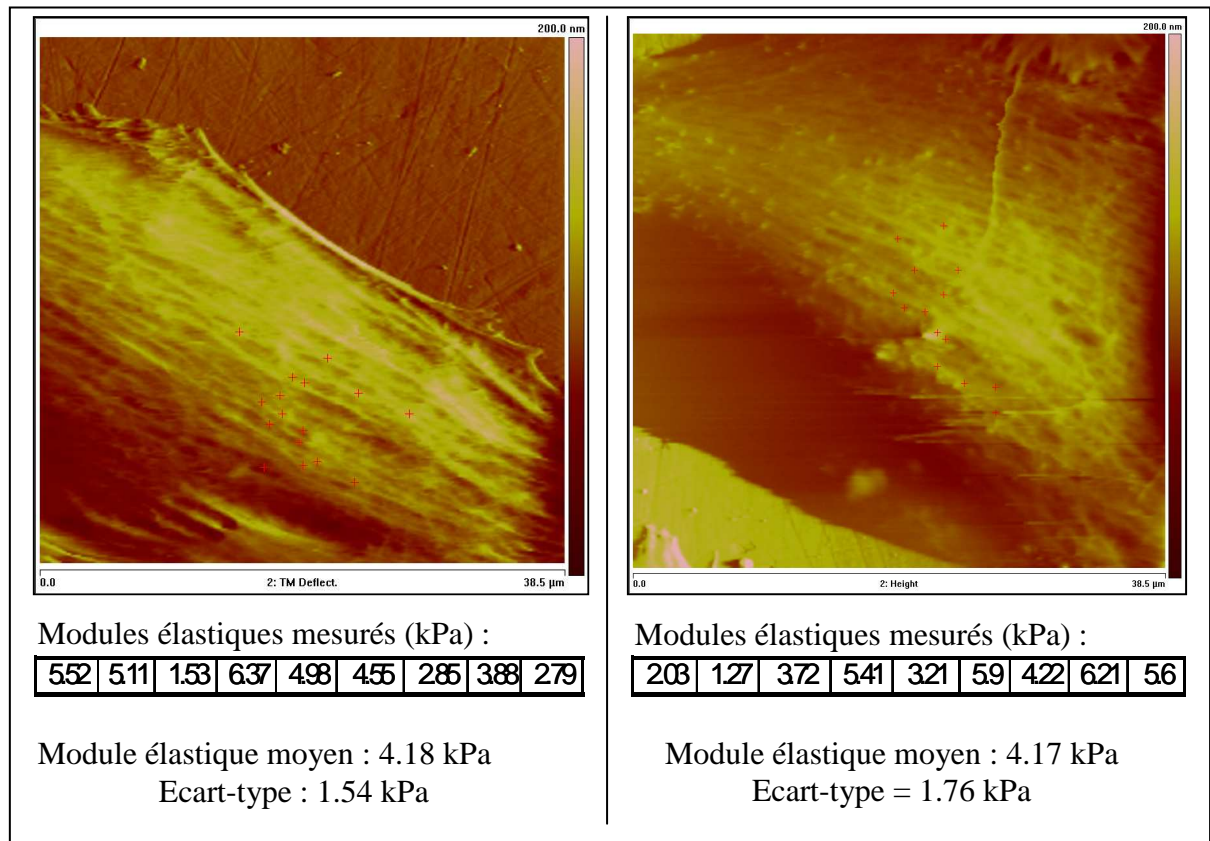 200.0 nm
0.0 2: TM Deflect. 38.5 µm
Modules élastiques mesurés (kPa) :
5.52 5.11 1.53 6.37 4.98 4.55 2.85 3.88 2.79
Module élastique moyen : 4.18 kPa
Ecart-type : 1.54 kPa
200.0 nm
0.0 2: Height 38.5 µm
Modules élastiques mesurés (kPa) :
2.03 1.27 3.72 5.41 3.21 5.9 4.22 6.21 5.6
Module élastique moyen : 4.17 kPa
Ecart-type = 1.76 kPa